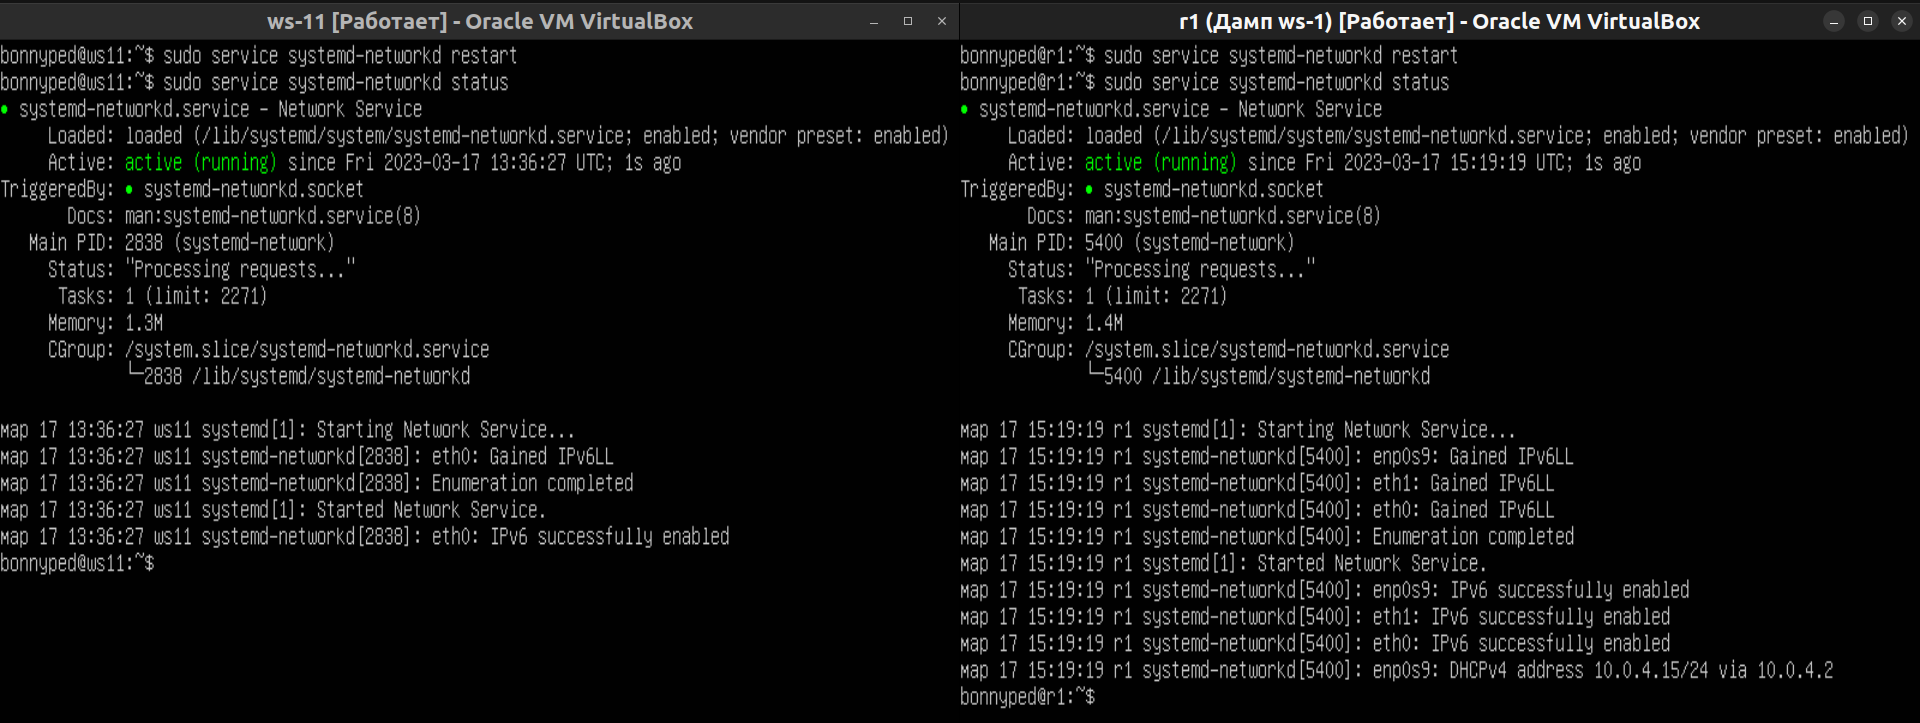 ws-11 [Работает] - Oracle VM VirtualBox
bonnyped@ws11:~$ sudo service systemd-networkd restart
bonnyped@ws11:~$ sudo service systemd-networkd status
● systemd-networkd.service - Network Service
Loaded: loaded (/lib/systemd/system/systemd-networkd.service; enabled; vendor preset: enabled)
Active: active (running) since Fri 2023-03-17 13:36:27 UTC; 1s ago
TriggeredBy: ● systemd-networkd.socket
Docs: man:systemd-networkd.service(8)
Main PID: 2838 (systemd-network)
Status: "Processing requests..."
Tasks: 1 (limit: 2271)
Memory: 1.3M
CGroup: /system.slice/systemd-networkd.service
└─2838 /lib/systemd/systemd-networkd
мар 17 13:36:27 ws11 systemd[1]: Starting Network Service...
мар 17 13:36:27 ws11 systemd-networkd[2838]: eth0: Gained IPv6LL
мар 17 13:36:27 ws11 systemd-networkd[2838]: Enumeration completed
мар 17 13:36:27 ws11 systemd[1]: Started Network Service.
мар 17 13:36:27 ws11 systemd-networkd[2838]: eth0: IPv6 successfully enabled
bonnyped@ws11:~$
r1 (Дамп ws-1) [Работает] - Oracle VM VirtualBox
bonnyped@r1:~$ sudo service systemd-networkd restart
bonnyped@r1:~$ sudo service systemd-networkd status
● systemd-networkd.service - Network Service
Loaded: loaded (/lib/systemd/system/systemd-networkd.service; enabled; vendor preset: enabled)
Active: active (running) since Fri 2023-03-17 15:19:19 UTC; 1s ago
TriggeredBy: ● systemd-networkd.socket
Docs: man:systemd-networkd.service(8)
Main PID: 5400 (systemd-network)
Status: "Processing requests..."
Tasks: 1 (limit: 2271)
Memory: 1.4M
CGroup: /system.slice/systemd-networkd.service
└─5400 /lib/systemd/systemd-networkd
мар 17 15:19:19 r1 systemd[1]: Starting Network Service...
мар 17 15:19:19 r1 systemd-networkd[5400]: enp0s9: Gained IPv6LL
мар 17 15:19:19 r1 systemd-networkd[5400]: eth1: Gained IPv6LL
мар 17 15:19:19 r1 systemd-networkd[5400]: eth0: Gained IPv6LL
мар 17 15:19:19 r1 systemd-networkd[5400]: Enumeration completed
мар 17 15:19:19 r1 systemd[1]: Started Network Service.
мар 17 15:19:19 r1 systemd-networkd[5400]: enp0s9: IPv6 successfully enabled
мар 17 15:19:19 r1 systemd-networkd[5400]: eth1: IPv6 successfully enabled
мар 17 15:19:19 r1 systemd-networkd[5400]: eth0: IPv6 successfully enabled
мар 17 15:19:19 r1 systemd-networkd[5400]: enp0s9: DHCPv4 address 10.0.4.15/24 via 10.0.4.2
bonnyped@r1:~$